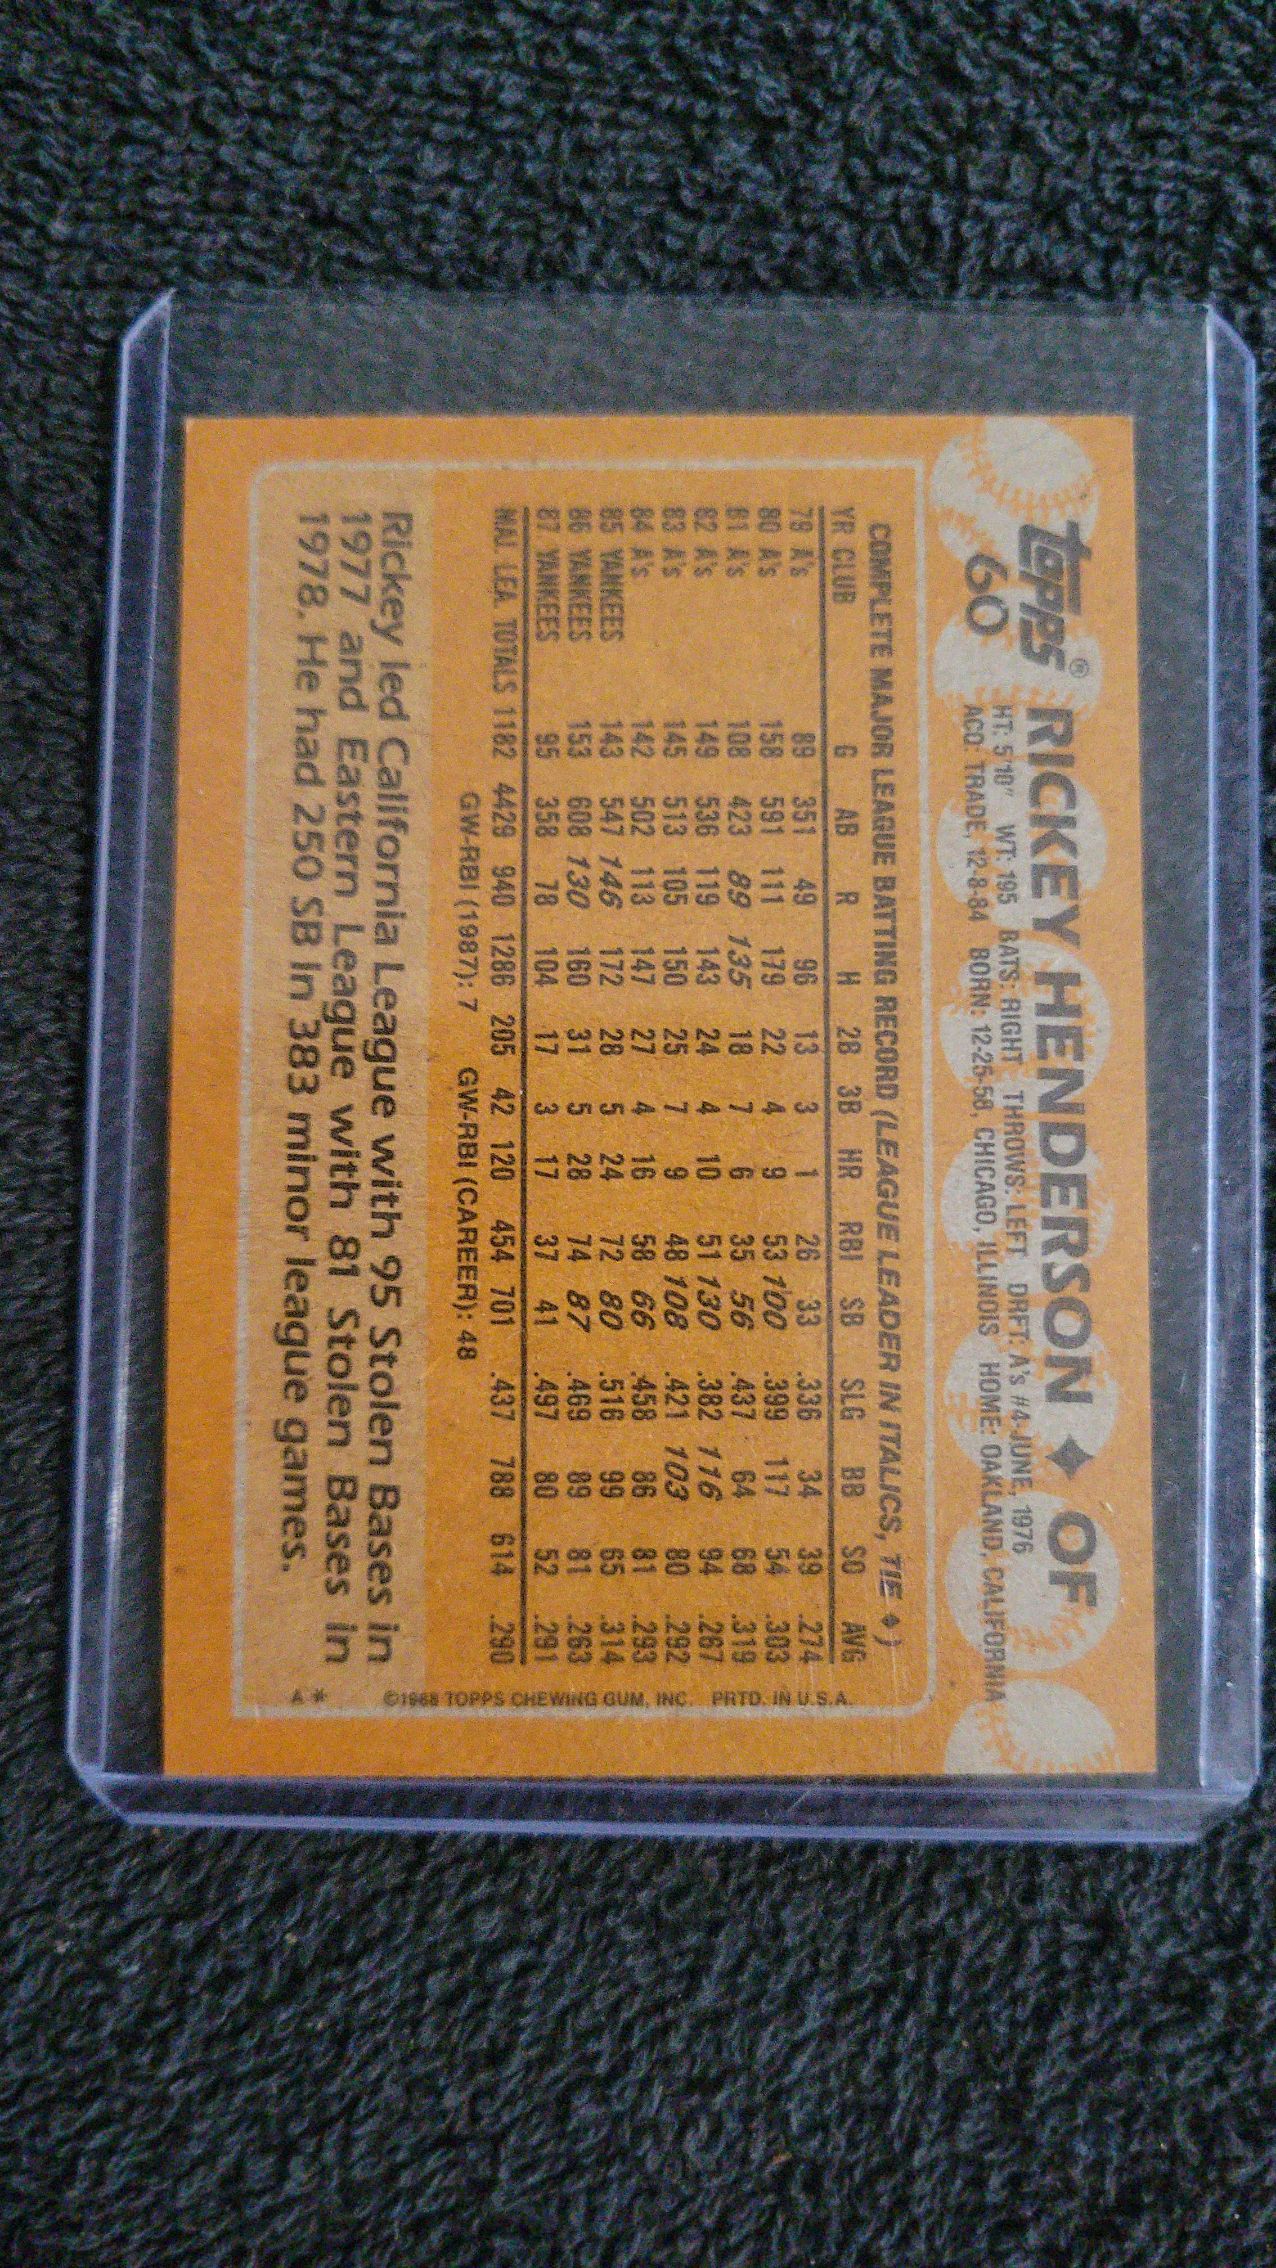 topps® RICKEY HENDERSON ✦ OF
60
HT: 5'10" WT: 195 BATS: RIGHT THROWS: LEFT DRFT: A's #4-JUNE, 1976
ACQ: TRADE, 12-8-84 BORN: 12-25-58, CHICAGO, ILLINOIS HOME: OAKLAND, CALIFORNIA
COMPLETE MAJOR LEAGUE BATTING RECORD (LEAGUE LEADER IN ITALICS, TIE ♦)
YR CLUB G AB R H 2B 3B HR RBI SB SLG BB SO AVG
79 A's 89 351 49 96 13 3 1 26 33 .336 34 39 .274
80 A's 158 591 111 179 22 4 9 53 100 .399 117 54 .303
81 A's 108 423 89 135 18 7 6 35 56 .437 64 68 .319
82 A's 149 536 119 143 24 4 10 51 130 .382 116 94 .267
83 A's 145 513 105 150 25 7 9 48 108 .421 103 80 .292
84 A's 142 502 113 147 27 4 16 58 66 .458 86 81 .293
85 YANKEES 143 547 146 172 28 5 24 72 80 .516 99 65 .314
86 YANKEES 153 608 130 160 31 5 28 74 87 .469 89 81 .263
87 YANKEES 95 358 78 104 17 3 17 37 41 .497 80 52 .291
MAJ. LEA. TOTALS 1182 4429 940 1286 205 42 120 454 701 .437 788 614 .290
GW-RBI (1987): 7 GW-RBI (CAREER): 48
Rickey led California League with 95 Stolen Bases in
1977 and Eastern League with 81 Stolen Bases in
1978. He had 250 SB in 383 minor league games.
©1988 TOPPS CHEWING GUM, INC. PRTD. IN U.S.A.
A*